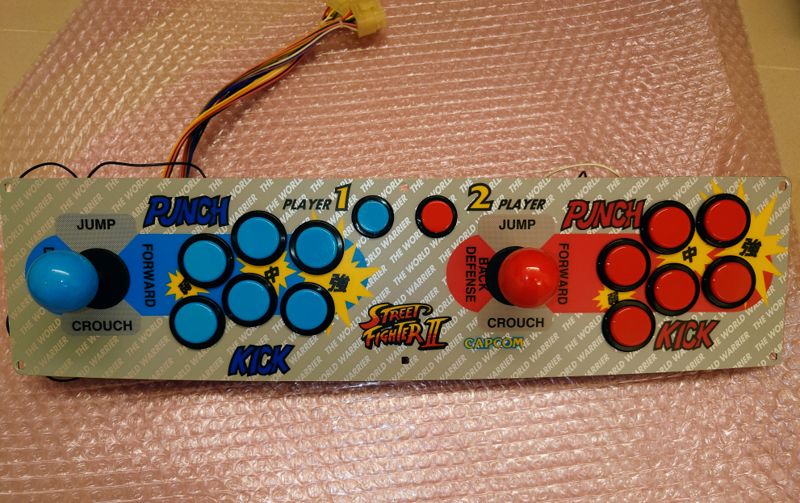 PLAYER 1
2 PLAYER
PUNCH
JUMP
FORWARD
CROUCH
中
強
KICK
STREET
FIGHTER II
CAPCOM
PUNCH
JUMP
BACK
DEFENSE
FORWARD
CROUCH
中
強
KICK
THE WORLD WARRIER